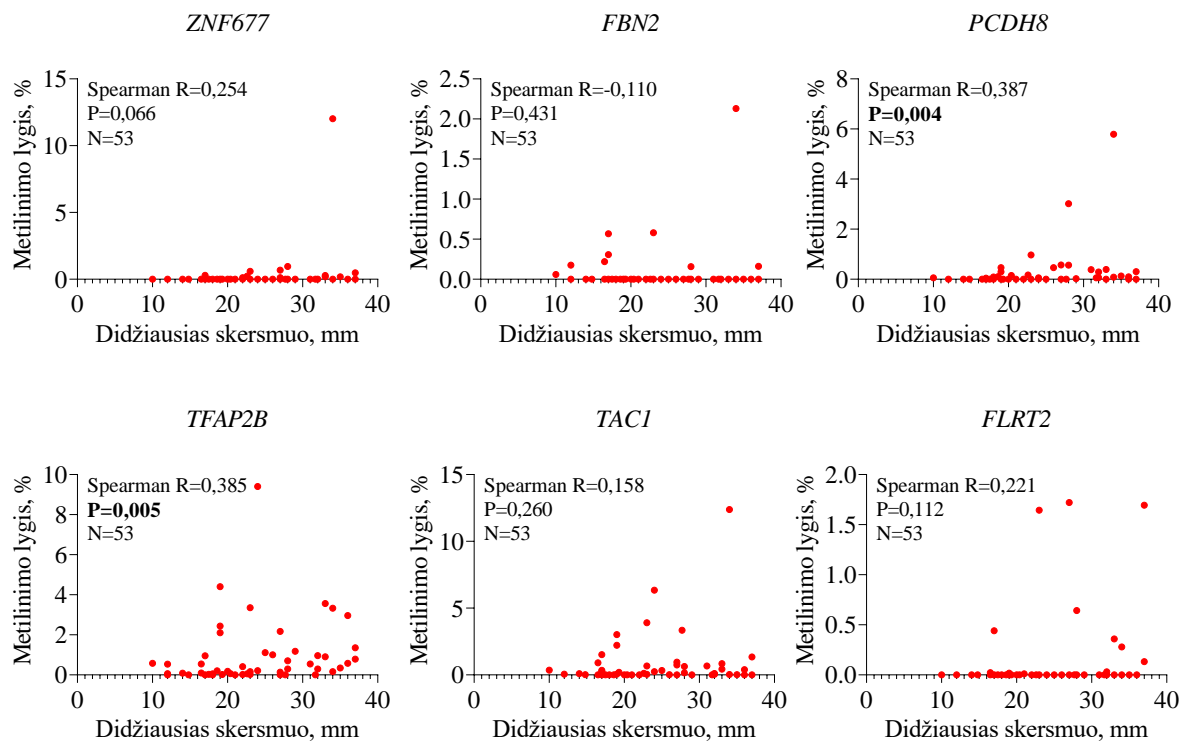 ZNF677
FBN2
PCDH8
Metilinimo lygis, %
15
10
5
0
Spearman R=0,254
P=0,066
N=53
0 10 20 30 40
Didžiausias skersmuo, mm
Metilinimo lygis, %
2.5
2.0
1.5
1.0
0.5
0.0
Spearman R=-0,110
P=0,431
N=53
0 10 20 30 40
Didžiausias skersmuo, mm
Metilinimo lygis, %
8
6
4
2
0
Spearman R=0,387
P=0,004
N=53
0 10 20 30 40
Didžiausias skersmuo, mm
TFAP2B
TAC1
FLRT2
Metilinimo lygis, %
10
8
6
4
2
0
Spearman R=0,385
P=0,005
N=53
0 10 20 30 40
Didžiausias skersmuo, mm
Metilinimo lygis, %
15
10
5
0
Spearman R=0,158
P=0,260
N=53
0 10 20 30 40
Didžiausias skersmuo, mm
Metilinimo lygis, %
2.0
1.5
1.0
0.5
0.0
Spearman R=0,221
P=0,112
N=53
0 10 20 30 40
Didžiausias skersmuo, mm